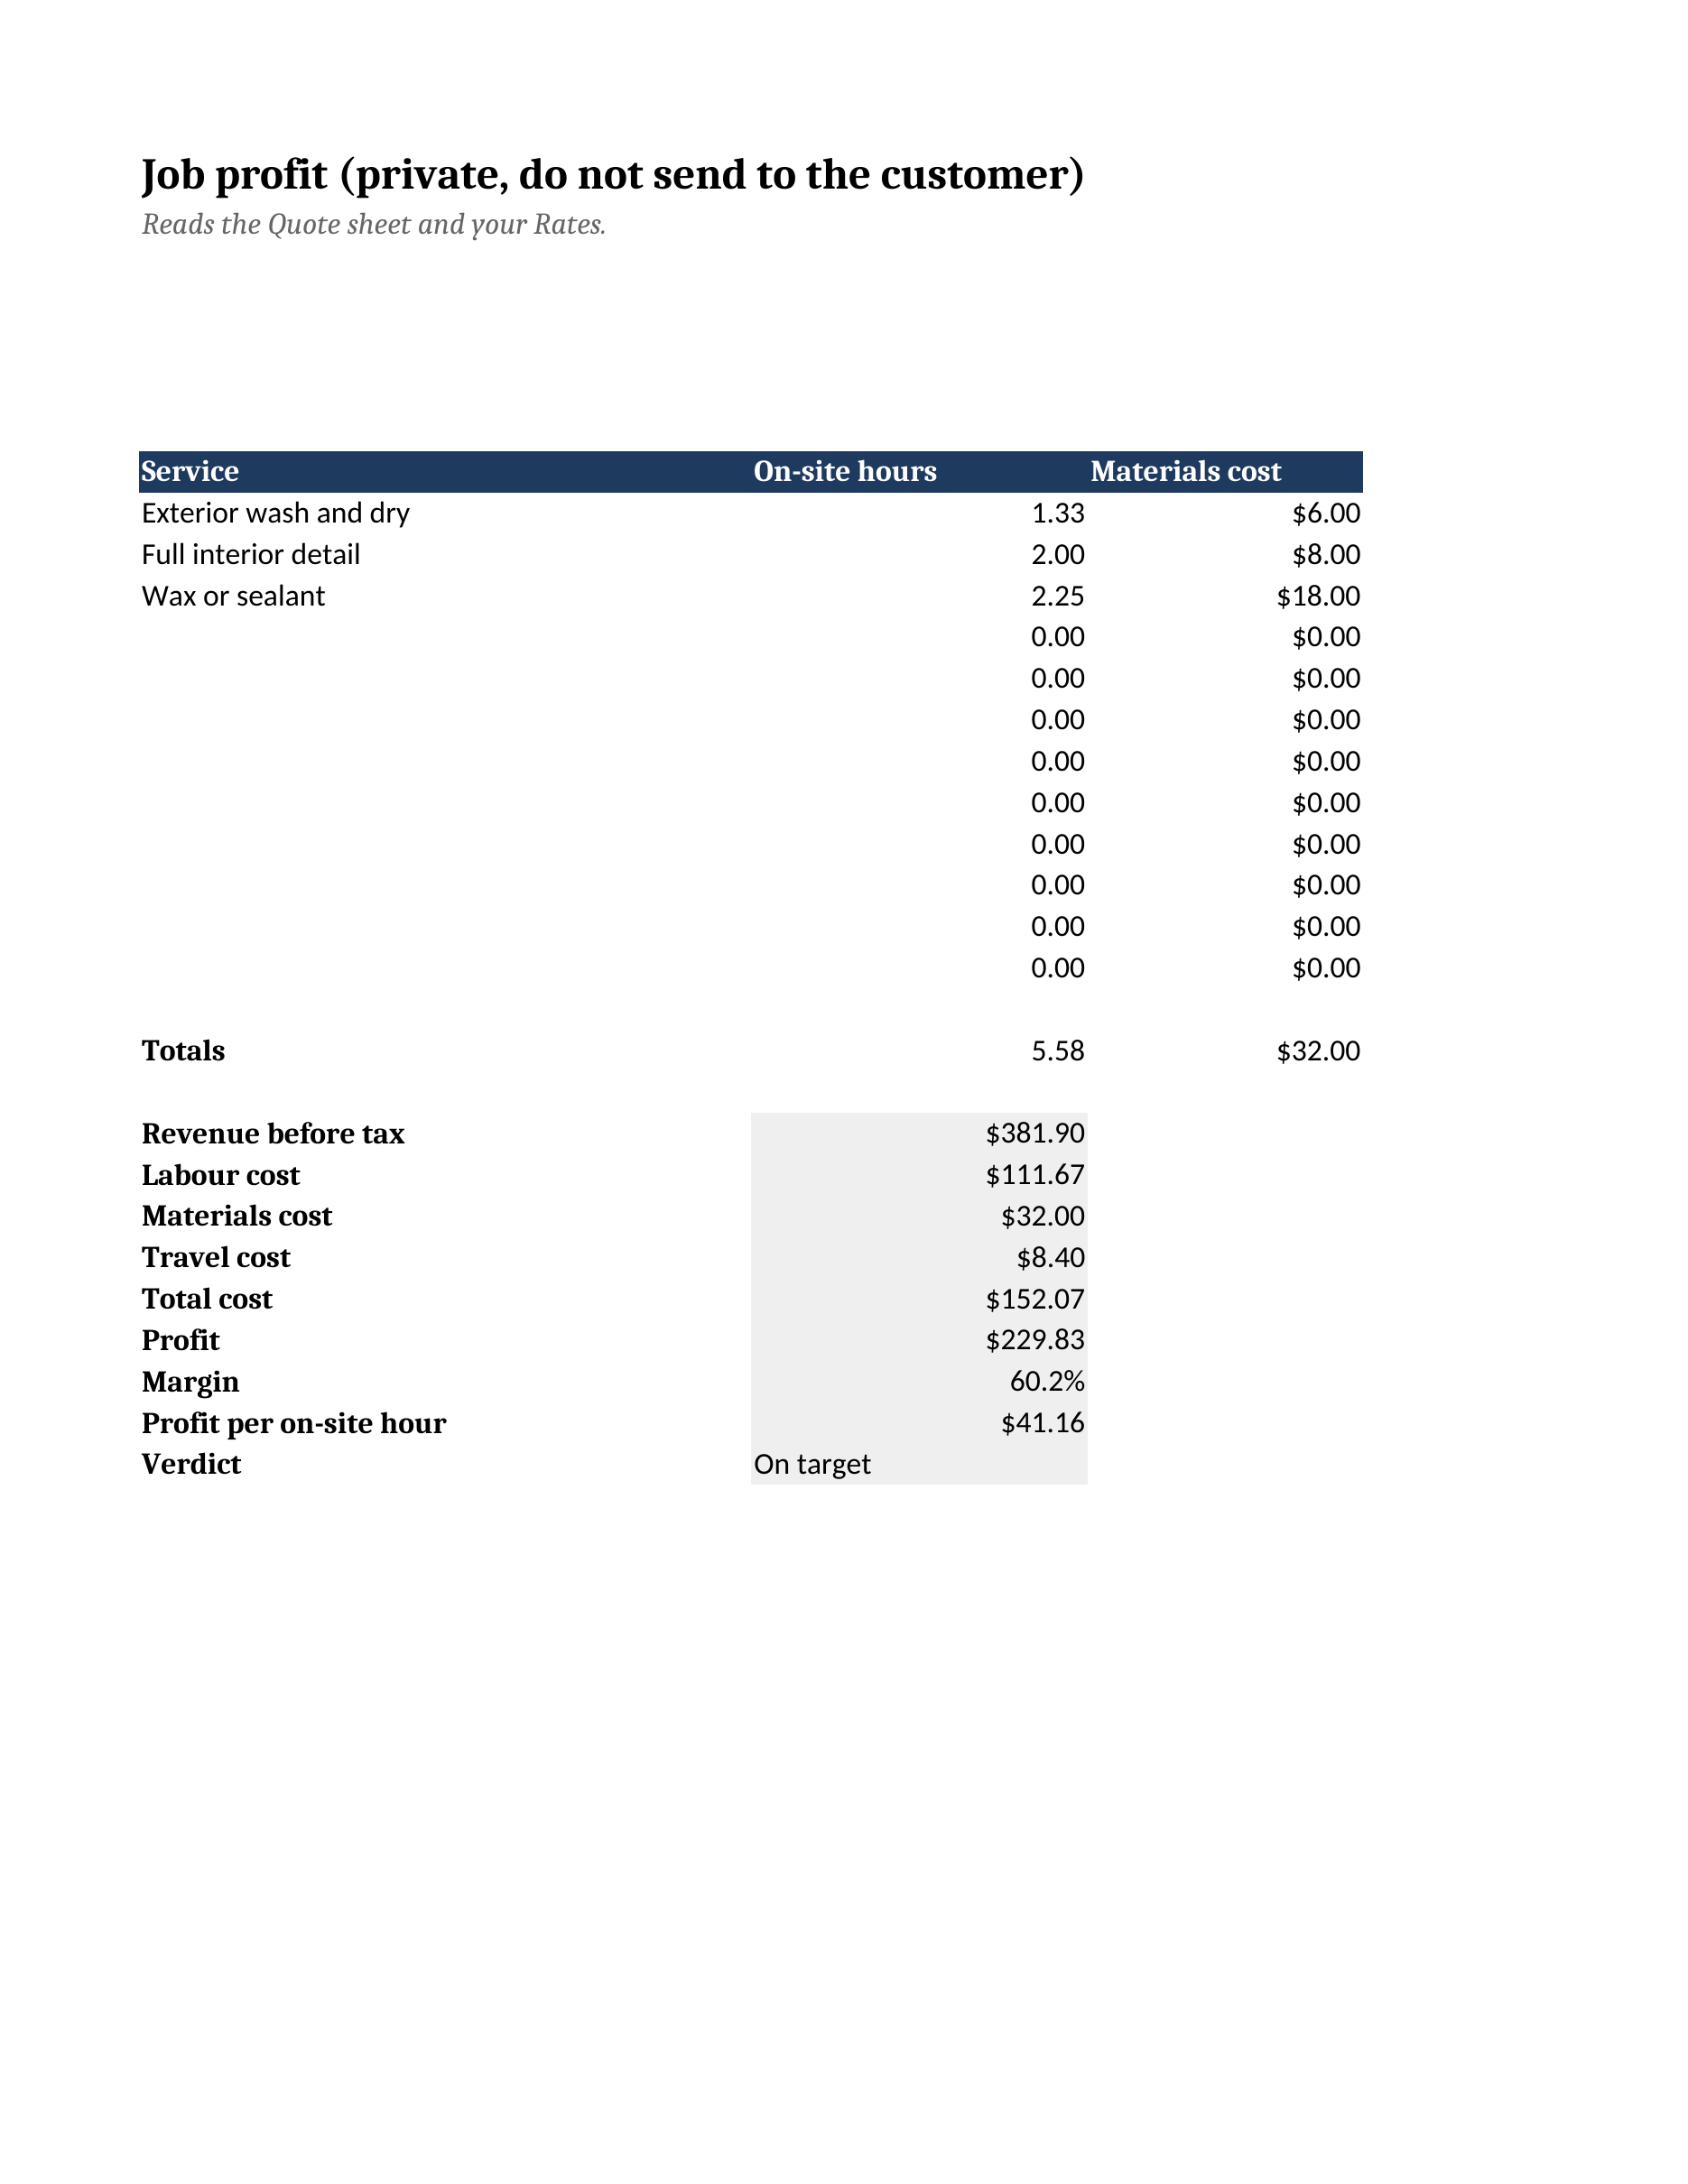 Job profit (private, do not send to the customer)
Reads the Quote sheet and your Rates.
Service On-site hours Materials cost
Exterior wash and dry 1.33 $6.00
Full interior detail 2.00 $8.00
Wax or sealant 2.25 $18.00
0.00 $0.00
0.00 $0.00
0.00 $0.00
0.00 $0.00
0.00 $0.00
0.00 $0.00
0.00 $0.00
0.00 $0.00
0.00 $0.00
Totals 5.58 $32.00
Revenue before tax $381.90
Labour cost $111.67
Materials cost $32.00
Travel cost $8.40
Total cost $152.07
Profit $229.83
Margin 60.2%
Profit per on-site hour $41.16
Verdict On target